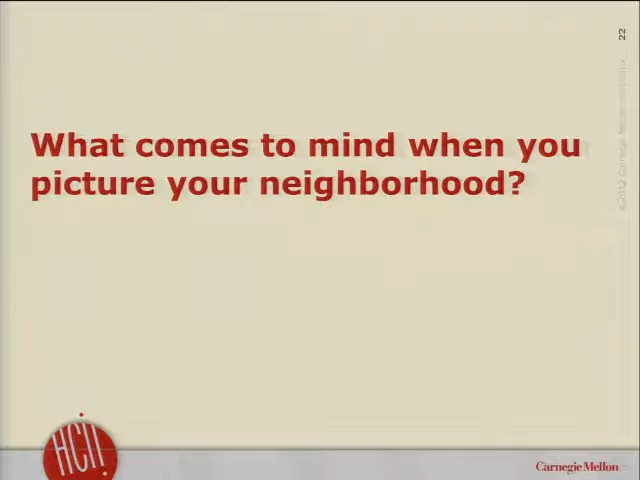 22
What comes to mind when you
picture your neighborhood?
HCII
Carnegie Mellon